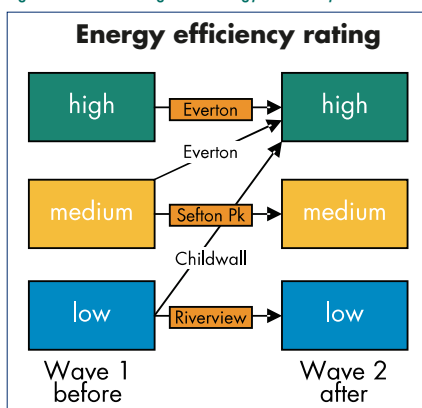 Energy efficiency rating
high
Everton
high
Everton
medium
Sefton Pk
medium
Childwall
low
Riverview
low
Wave 1
before
Wave 2
after